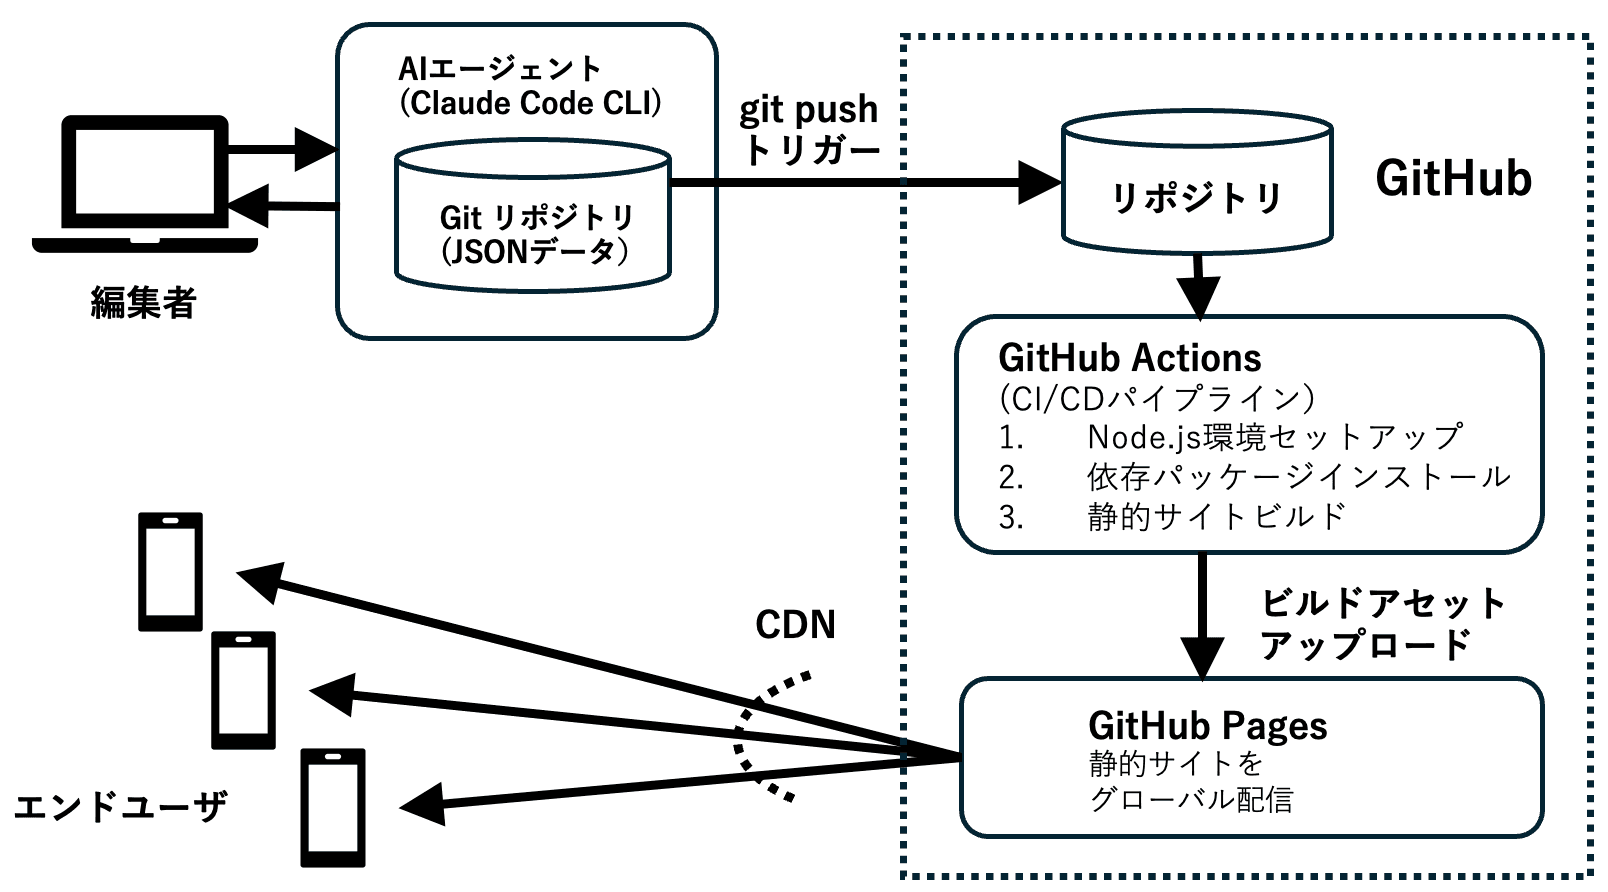 AIエージェント
(Claude Code CLI)
Git リポジトリ
(JSONデータ)
編集者
git push
トリガー
リポジトリ
GitHub
GitHub Actions
(CI/CDパイプライン)
1. Node.js環境セットアップ
2. 依存パッケージインストール
3. 静的サイトビルド
ビルドアセット
アップロード
GitHub Pages
静的サイトを
グローバル配信
CDN
エンドユーザ